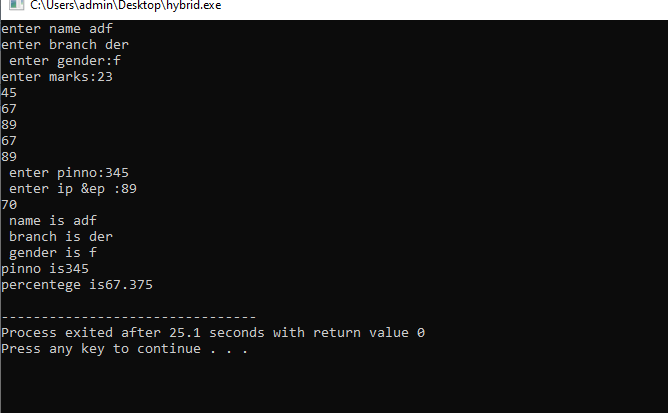 C:\Users\admin\Desktop\hybrid.exe
enter name adf
enter branch der
 enter gender:f
enter marks:23
45
67
89
67
89
 enter pinno:345
 enter ip &ep :89
70
 name is adf
 branch is der
 gender is f
pinno is345
percentege is67.375
--------------------------------
Process exited after 25.1 seconds with return value 0
Press any key to continue . . .